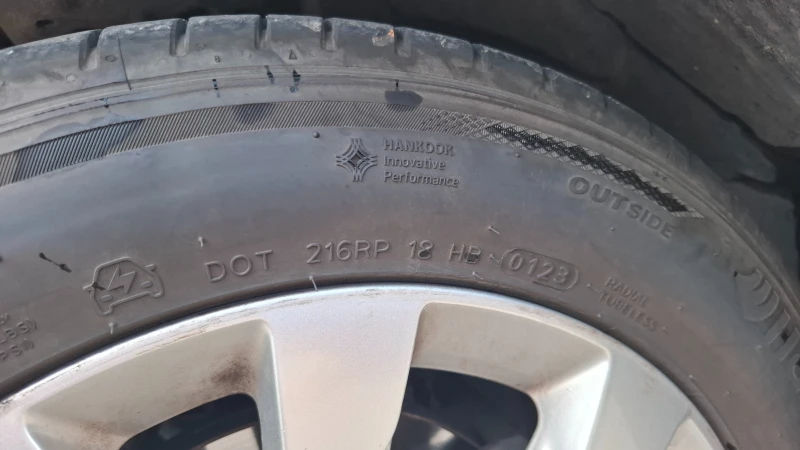 HANKOOK
Innovative
Performance
OUTSIDE
DOT 216RP 18 HB 0123
RADIAL
TUBELESS